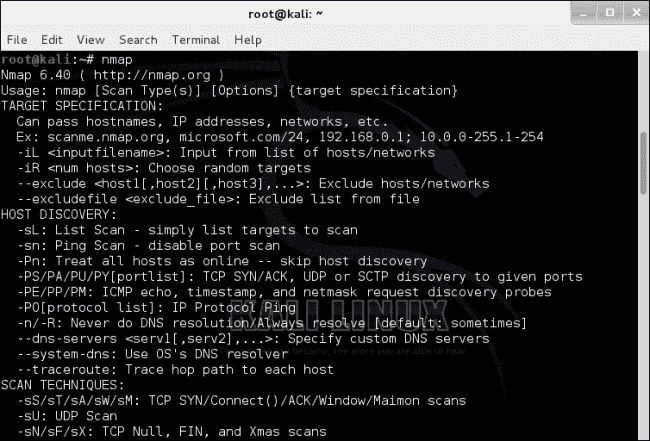 root@kali: ~
File Edit View Search Terminal Help
root@kali:~# nmap
Nmap 6.40 ( http://nmap.org )
Usage: nmap [Scan Type(s)] [Options] {target specification}
TARGET SPECIFICATION:
  Can pass hostnames, IP addresses, networks, etc.
  Ex: scanme.nmap.org, microsoft.com/24, 192.168.0.1; 10.0.0-255.1-254
  -iL <inputfilename>: Input from list of hosts/networks
  -iR <num hosts>: Choose random targets
  --exclude <host1[,host2][,host3],...>: Exclude hosts/networks
  --excludefile <exclude_file>: Exclude list from file
HOST DISCOVERY:
  -sL: List Scan - simply list targets to scan
  -sn: Ping Scan - disable port scan
  -Pn: Treat all hosts as online -- skip host discovery
  -PS/PA/PU/PY[portlist]: TCP SYN/ACK, UDP or SCTP discovery to given ports
  -PE/PP/PM: ICMP echo, timestamp, and netmask request discovery probes
  -PO[protocol list]: IP Protocol Ping
KALI LINUX
  -n/-R: Never do DNS resolution/Always resolve [default: sometimes]
  --dns-servers <serv1[,serv2],...>: Specify custom DNS servers
  --system-dns: Use OS's DNS resolver
become, the more you are able to hear
  --traceroute: Trace hop path to each host
SCAN TECHNIQUES:
  -sS/sT/sA/sW/sM: TCP SYN/Connect()/ACK/Window/Maimon scans
  -sU: UDP Scan
  -sN/sF/sX: TCP Null, FIN, and Xmas scans